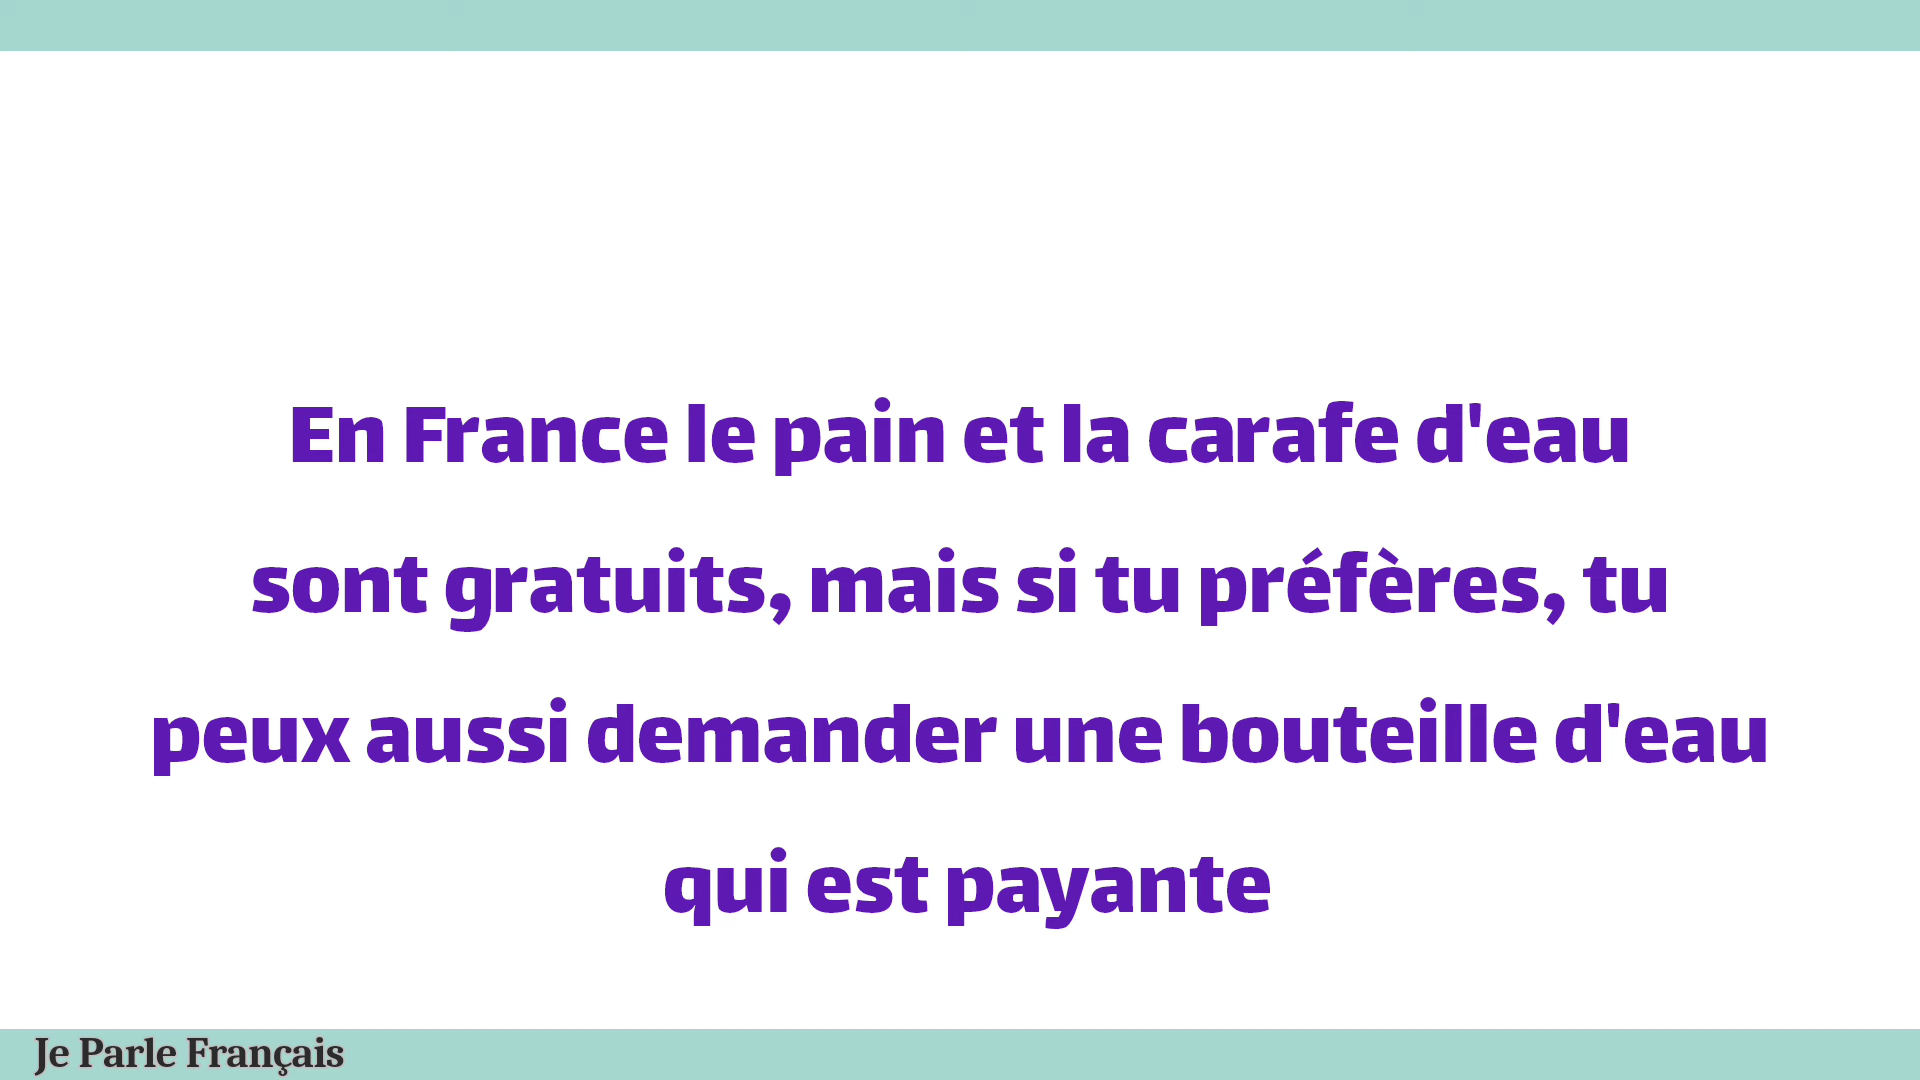 En France le pain et la carafe d'eau
sont gratuits, mais si tu préfères, tu
peux aussi demander une bouteille d'eau
qui est payante
Je Parle Français